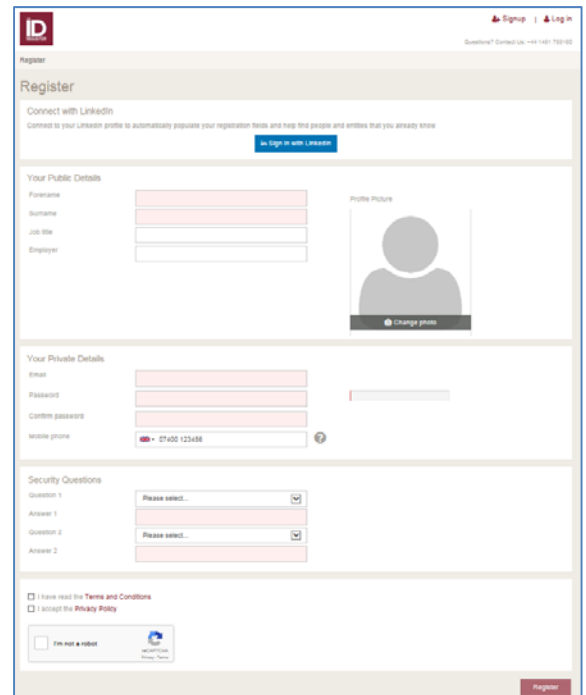 ID
REGISTER
Signup | Log in
Questions? Contact Us: +44 1481
Register
Register
Connect with LinkedIn
Connect to your LinkedIn profile to automatically populate your registration fields and help find people and entities that you already know
in Sign in with LinkedIn
Your Public Details
Forename
Profile Picture
Surname
Job title
Employer
Change photo
Your Private Details
Email
Password
Confirm password
Mobile phone
07400 123456
?
Security Questions
Question 1
Please select...
Answer 1
Question 2
Please select...
Answer 2
I have read the Terms and Conditions
I accept the Privacy Policy
I'm not a robot
reCAPTCHA
Privacy - Terms
Register